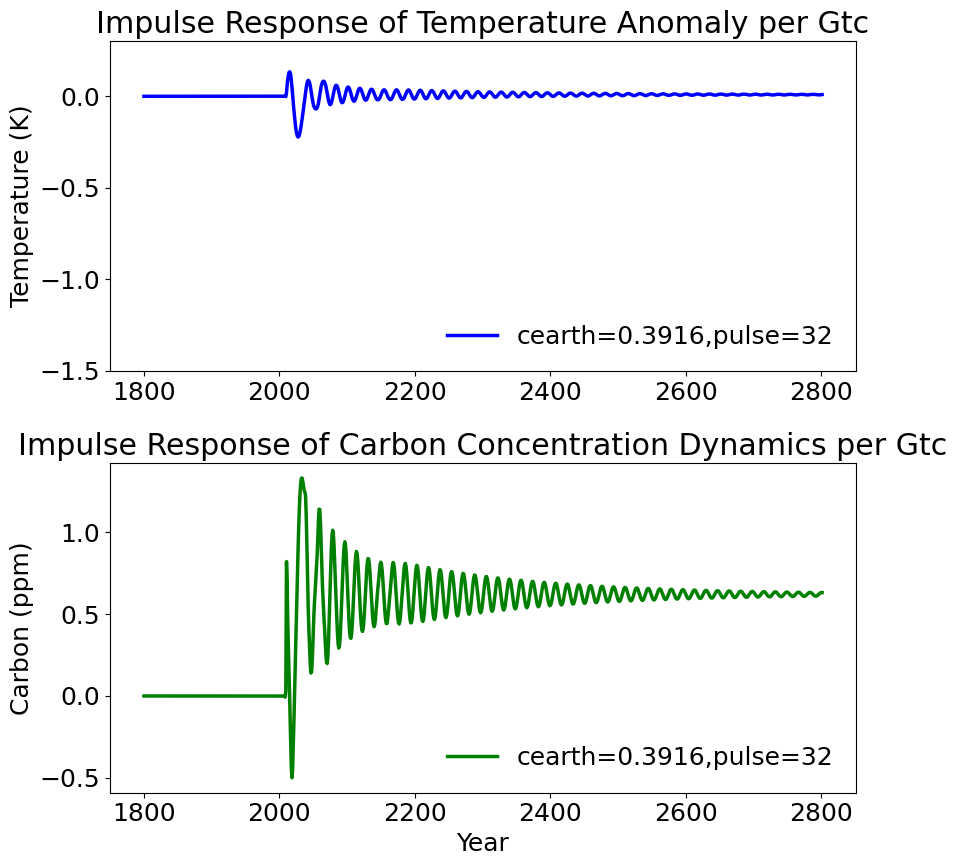 Impulse Response of Temperature Anomaly per Gtc
Temperature (K)
0.0
−0.5
−1.0
−1.5
cearth=0.3916,pulse=32
1800 2000 2200 2400 2600 2800
Impulse Response of Carbon Concentration Dynamics per Gtc
Carbon (ppm)
1.0
0.5
0.0
−0.5
cearth=0.3916,pulse=32
1800 2000 2200 2400 2600 2800
Year